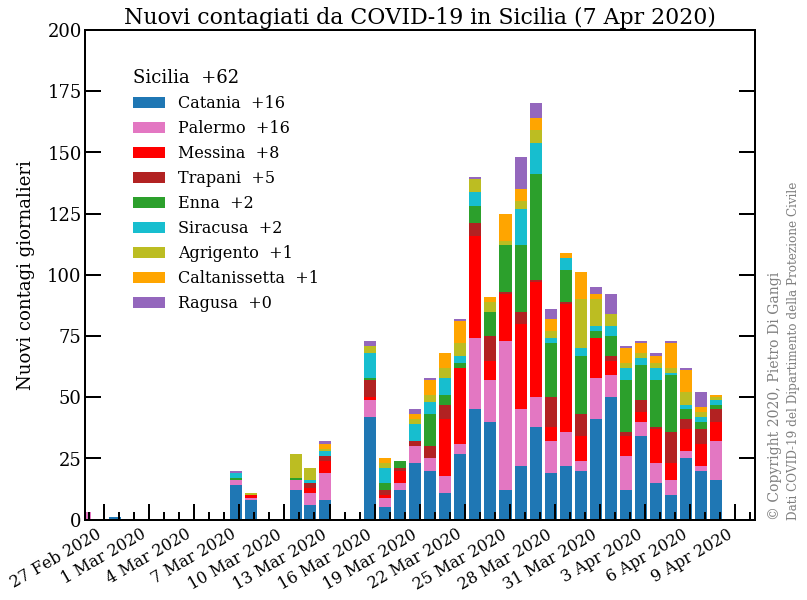 Nuovi contagiati da COVID-19 in Sicilia (7 Apr 2020)
Nuovi contagi giornalieri
200
175
150
125
100
75
50
25
0
Sicilia +62
Catania +16
Palermo +16
Messina +8
Trapani +5
Enna +2
Siracusa +2
Agrigento +1
Caltanissetta +1
Ragusa +0
27 Feb 2020
1 Mar 2020
4 Mar 2020
7 Mar 2020
10 Mar 2020
13 Mar 2020
16 Mar 2020
19 Mar 2020
22 Mar 2020
25 Mar 2020
28 Mar 2020
31 Mar 2020
3 Apr 2020
6 Apr 2020
9 Apr 2020
© Copyright 2020, Pietro Di Gangi
Dati COVID-19 del Dipartimento della Protezione Civile